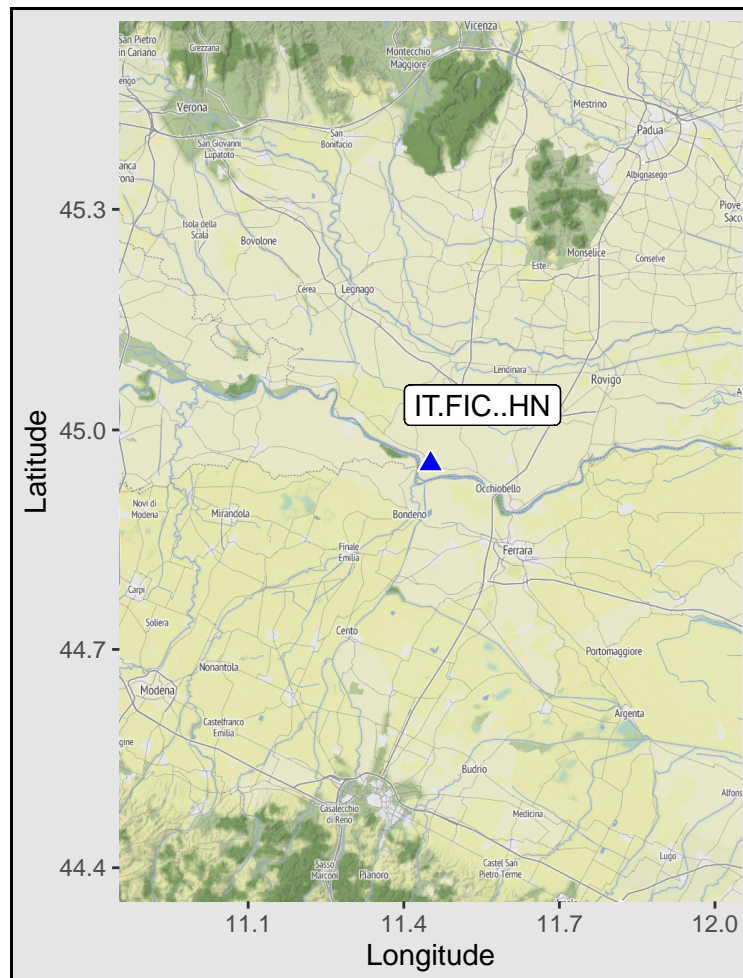 San Pietro
in Cariano
Grezzana
Montecchio
Maggiore
Vicenza
Verona
San Giovanni
Lupatoto
San
Bonifacio
Mestrino
Padua
Albignasego
45.3
Isola della
Scala
Bovolone
Monselice
Este
Conselve
Cerea
Legnago
Lendinara
Rovigo
IT.FIC..HN
45.0
Latitude
Occhiobello
Novi di
Modena
Mirandola
Bondeno
Finale
Emilia
Ferrara
Carpi
Soliera
Cento
44.7
Portomaggiore
Nonantola
Modena
Castelfranco
Emilia
Argenta
Budrio
Casalecchio
di Reno
Medicina
Alfons
Lugo
Castel San
Pietro Terme
Sasso
Marconi
Pianoro
44.4
11.1
11.4
11.7
12.0
Longitude